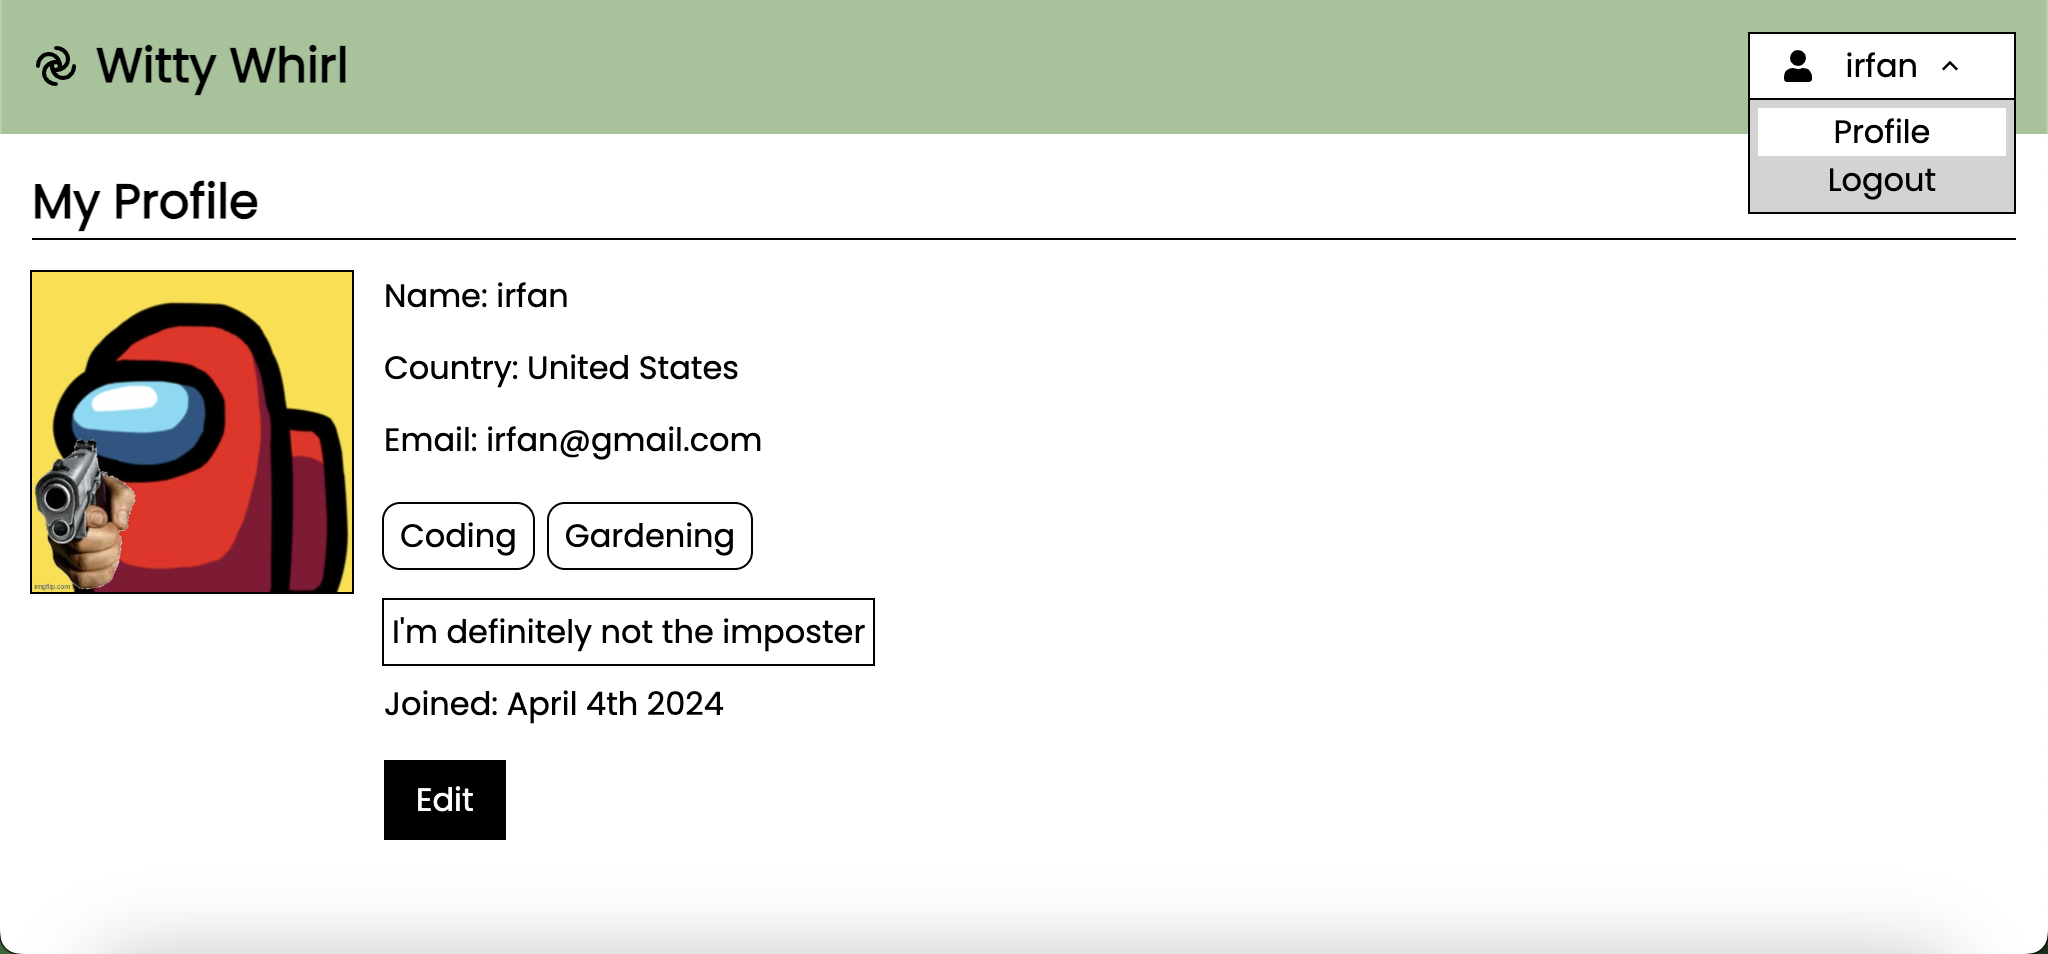 Witty Whirl
irfan
Profile
Logout
My Profile
Name: irfan
Country: United States
Email: irfan@gmail.com
Coding
Gardening
I'm definitely not the imposter
Joined: April 4th 2024
Edit
imgflip.com